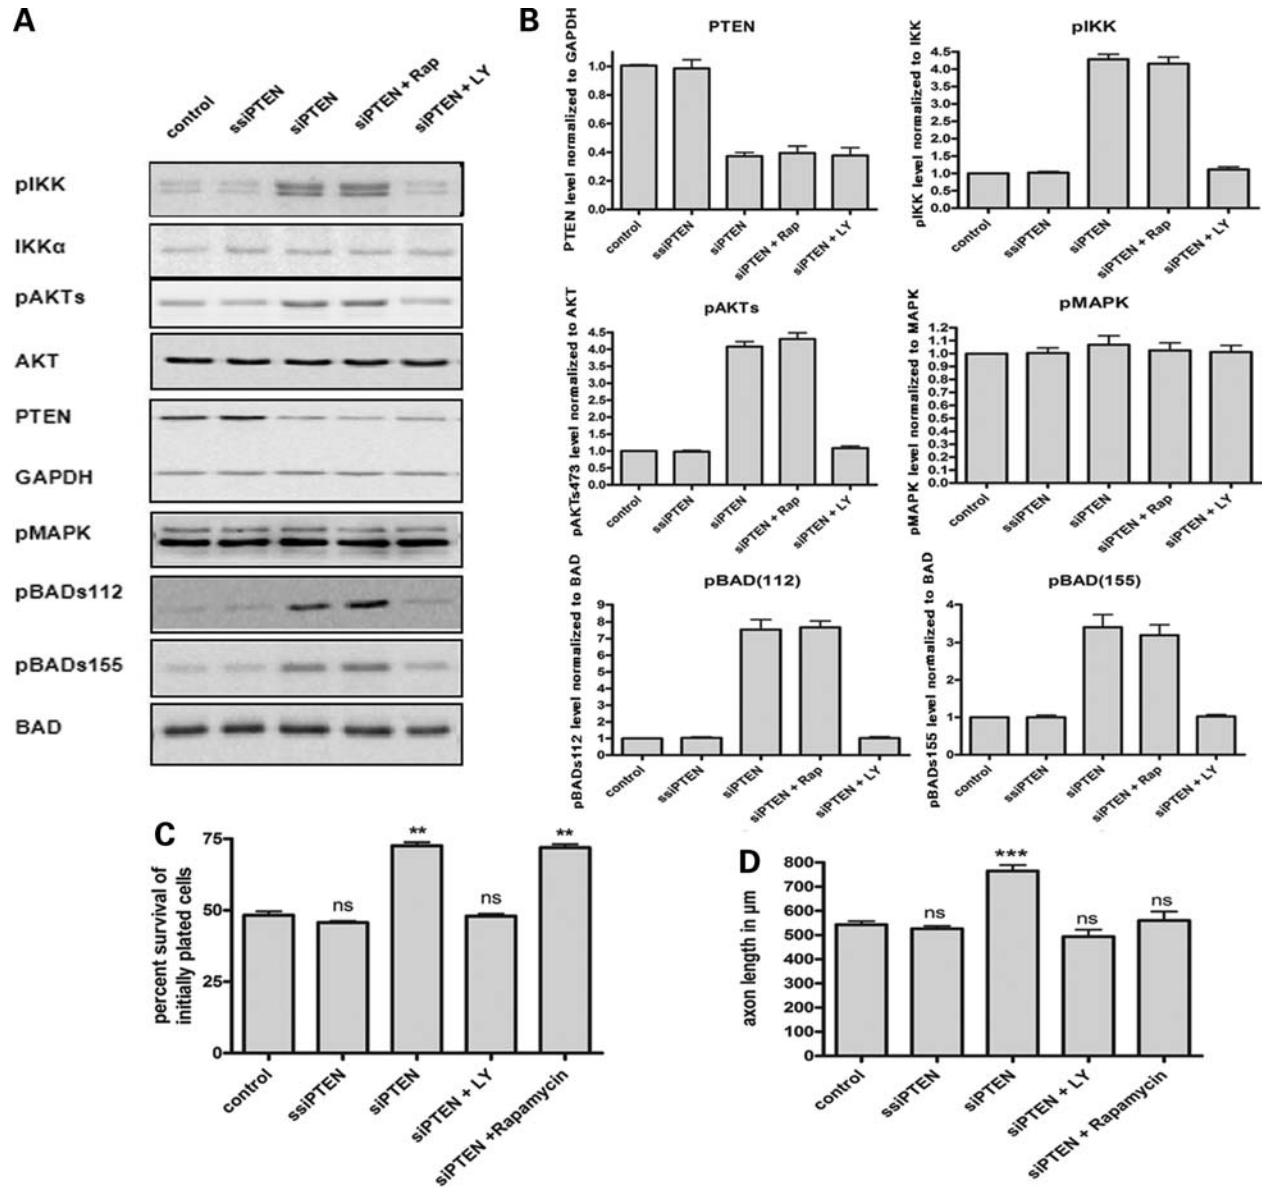 A
control
ssiPTEN
siPTEN
siPTEN + Rap
siPTEN + LY
pIKK
IKKα
pAKTs
AKT
PTEN
GAPDH
pMAPK
pBADs112
pBADs155
BAD
B
PTEN
PTEN level normalized to GAPDH
1.0
0.8
0.6
0.4
0.2
0.0
control
ssiPTEN
siPTEN
siPTEN + Rap
siPTEN + LY
pIKK
pIKK level normalized to IKK
4.5
4.0
3.5
3.0
2.5
2.0
1.5
1.0
0.5
0.0
control
ssiPTEN
siPTEN
siPTEN + Rap
siPTEN + LY
pAKTs
pAKTs473 level normalized to AKT
4.5
4.0
3.5
3.0
2.5
2.0
1.5
1.0
0.5
0.0
control
ssiPTEN
siPTEN
siPTEN + Rap
siPTEN + LY
pMAPK
pMAPK level normalized to MAPK
1.2
1.1
1.0
0.9
0.8
0.7
0.6
0.5
0.4
0.3
0.2
0.1
0.0
control
ssiPTEN
siPTEN
siPTEN + Rap
siPTEN + LY
pBAD(112)
pBADs112 level normalized to BAD
9
8
7
6
5
4
3
2
1
0
control
ssiPTEN
siPTEN
siPTEN + Rap
siPTEN + LY
pBAD(155)
pBADs155 level normalized to BAD
4
3
2
1
0
control
ssiPTEN
siPTEN
siPTEN + Rap
siPTEN + LY
C
percent survival of
initially plated cells
75
50
25
0
ns
**
ns
**
control
ssiPTEN
siPTEN
siPTEN + LY
siPTEN +Rapamycin
D
axon length in µm
800
700
600
500
400
300
200
100
0
ns
***
ns
ns
control
ssiPTEN
siPTEN
siPTEN + LY
siPTEN + Rapamycin